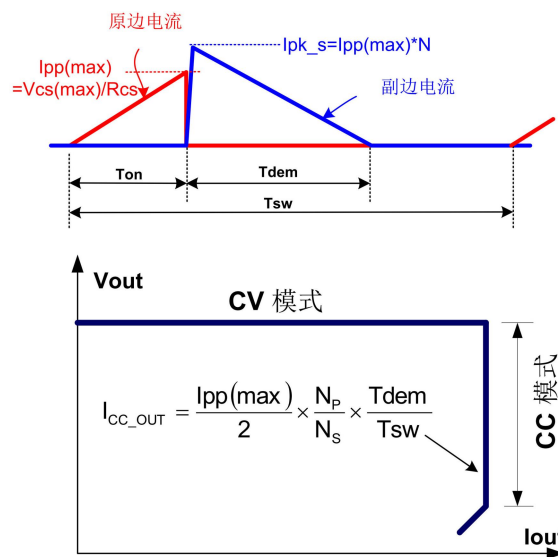 原边电流
Ipk_s=Ipp(max)*N
Ipp(max)
=Vcs(max)/Rcs
副边电流
Ton
Tdem
Tsw
Vout
CV 模式
I_CC_OUT = Ipp(max)/2 × N_P/N_S × Tdem/Tsw
CC 模式
Iou